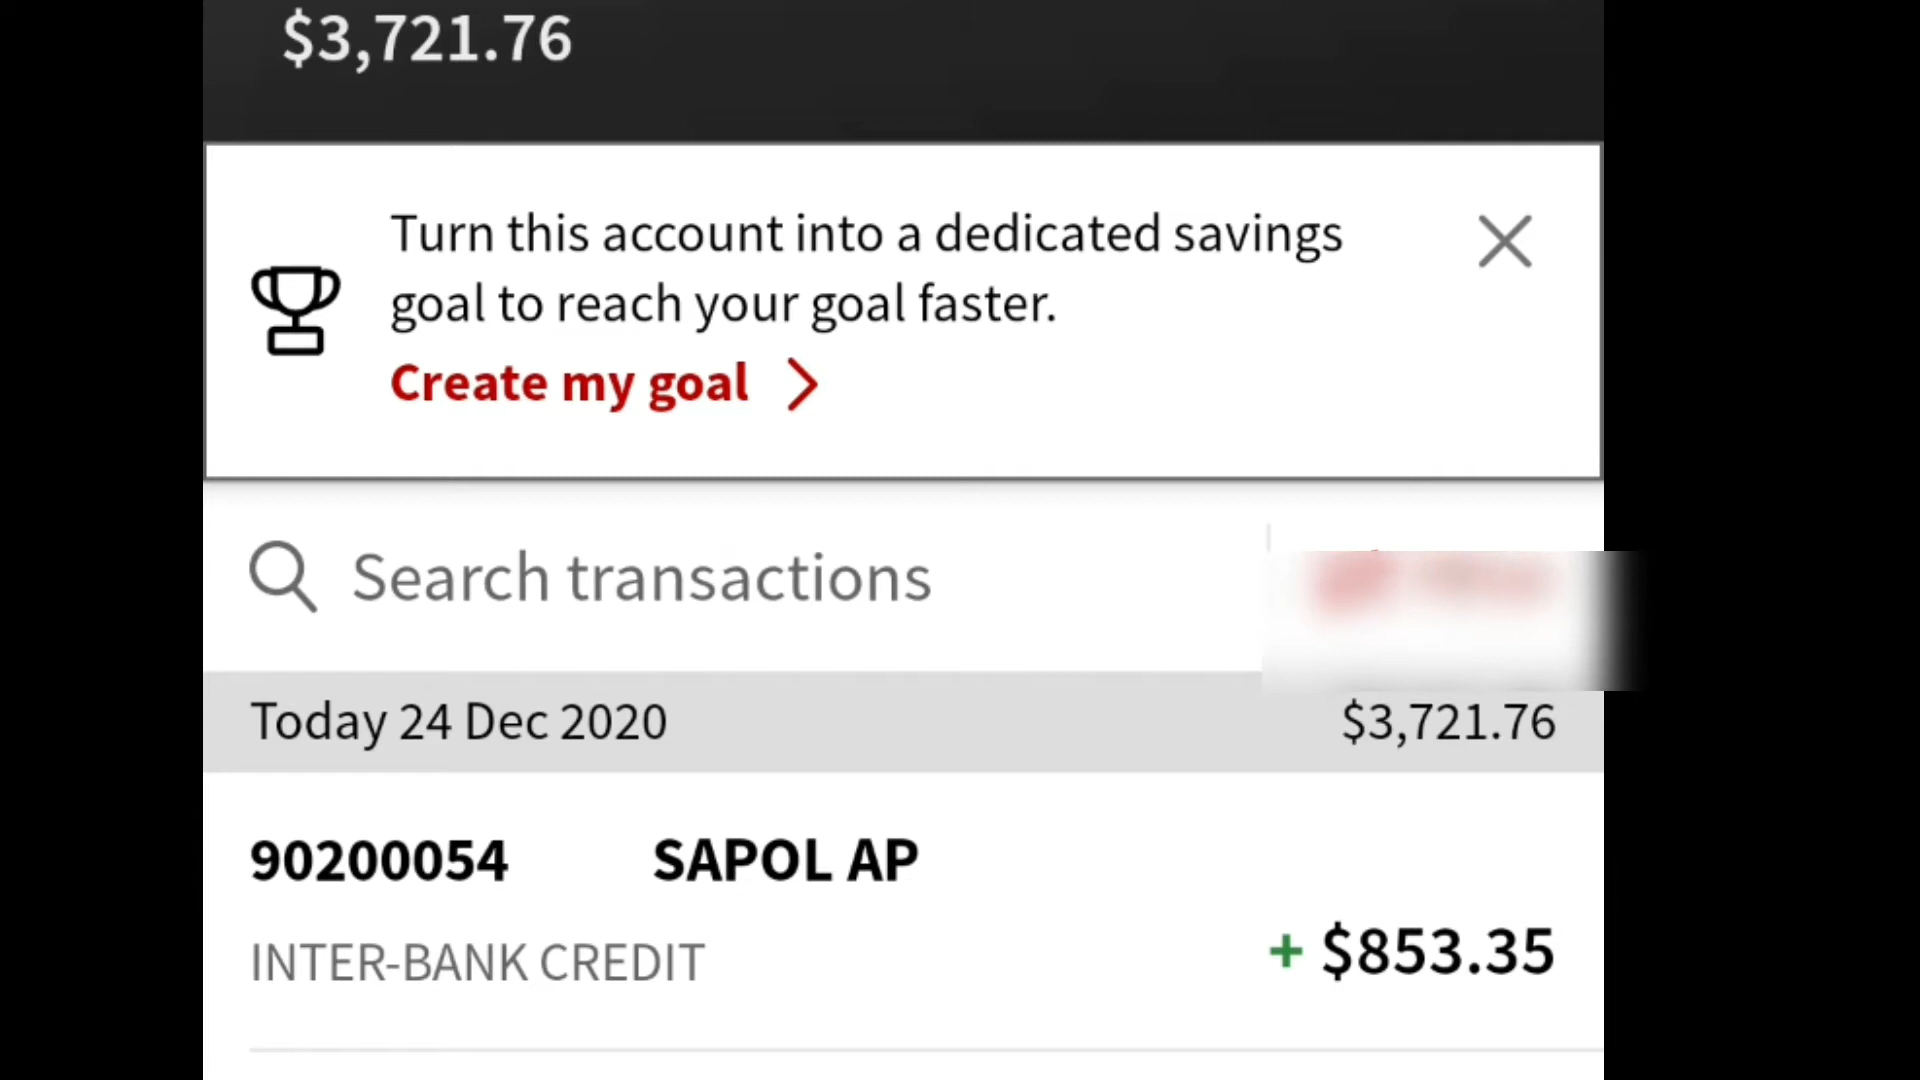 $3,721.76
Turn this account into a dedicated savings
goal to reach your goal faster.
Create my goal
Search transactions
Today 24 Dec 2020 $3,721.76
90200054 SAPOL AP
INTER-BANK CREDIT + $853.35